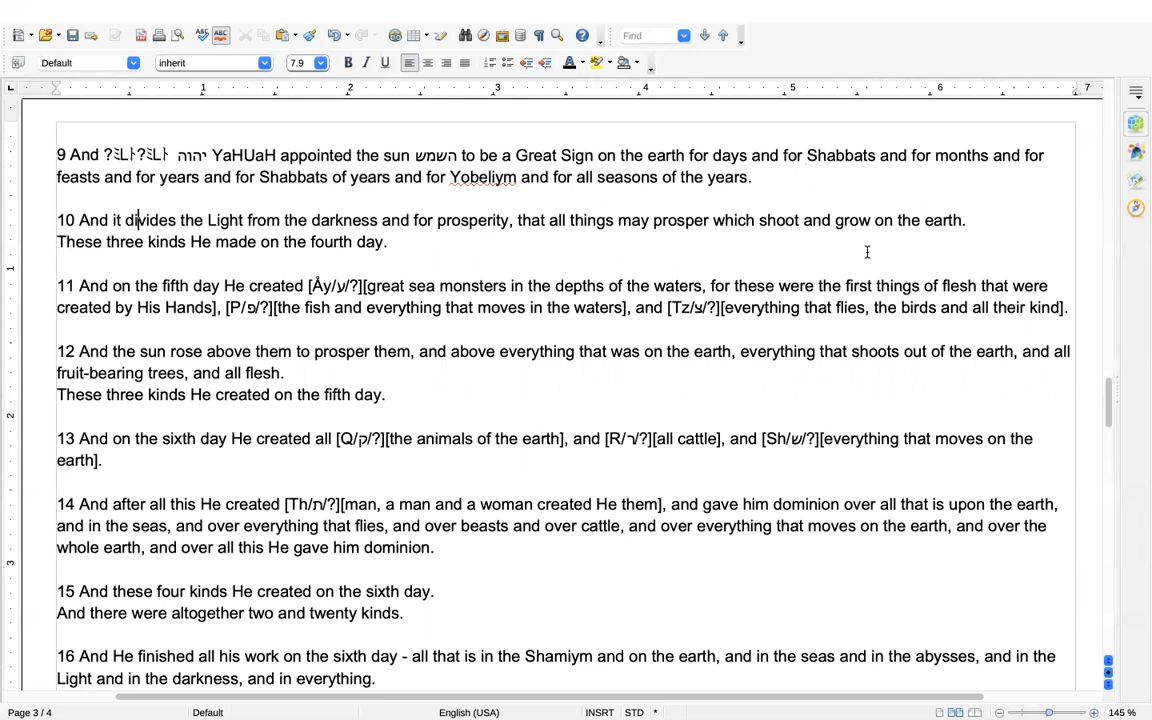 Find
Default
inherit
7.9
1 2 3 4 5 6 7
9 And יהוה YaHUaH appointed the sun השמש to be a Great Sign on the earth for days and for Shabbats and for months and for
feasts and for years and for Shabbats of years and for Yobeliym and for all seasons of the years.
10 And it divides the Light from the darkness and for prosperity, that all things may prosper which shoot and grow on the earth.
These three kinds He made on the fourth day.
11 And on the fifth day He created [Åy/ע/?][great sea monsters in the depths of the waters, for these were the first things of flesh that were
created by His Hands], [P/פ/?][the fish and everything that moves in the waters], and [Tz/צ/?][everything that flies, the birds and all their kind].
12 And the sun rose above them to prosper them, and above everything that was on the earth, everything that shoots out of the earth, and all
fruit-bearing trees, and all flesh.
These three kinds He created on the fifth day.
13 And on the sixth day He created all [Q/ק/?][the animals of the earth], and [R/ר/?][all cattle], and [Sh/ש/?][everything that moves on the
earth].
14 And after all this He created [Th/ת/?][man, a man and a woman created He them], and gave him dominion over all that is upon the earth,
and in the seas, and over everything that flies, and over beasts and over cattle, and over everything that moves on the earth, and over the
whole earth, and over all this He gave him dominion.
15 And these four kinds He created on the sixth day.
And there were altogether two and twenty kinds.
16 And He finished all his work on the sixth day - all that is in the Shamiym and on the earth, and in the seas and in the abysses, and in the
Light and in the darkness, and in everything.
Page 3 / 4
Default
English (USA)
INSRT
STD
*
145 %